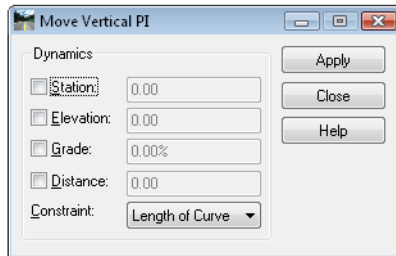 Move Vertical PI
Dynamics
Station: 0.00
Elevation: 0.00
Grade: 0.00%
Distance: 0.00
Constraint: Length of Curve
Apply
Close
Help